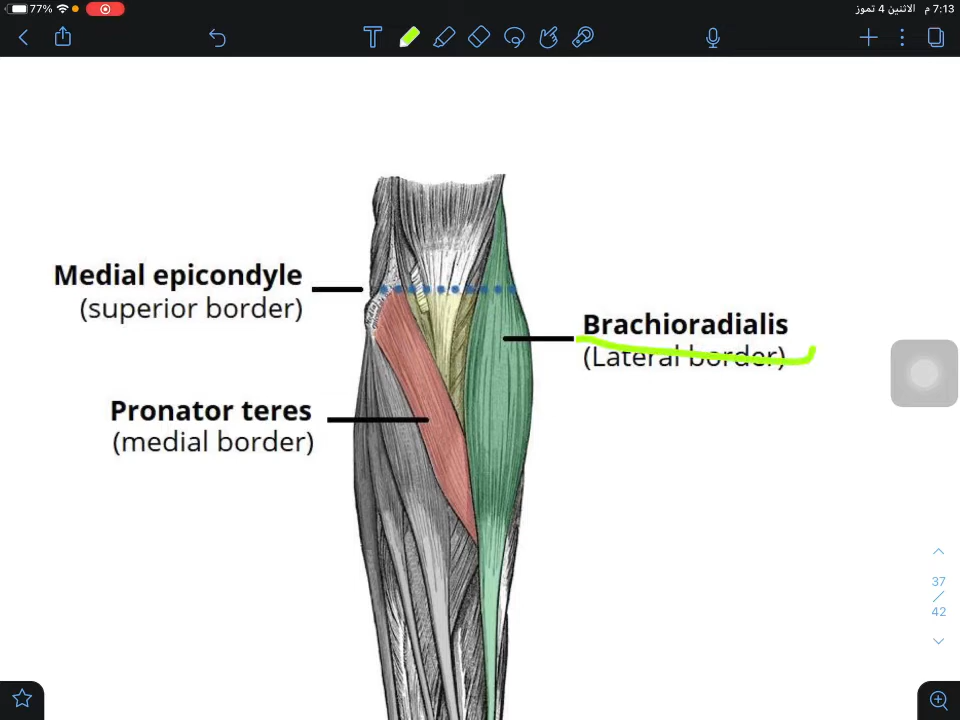 77%
7:13 م الاثنين 4 تموز
T
Medial epicondyle
(superior border)
Brachioradialis
(Lateral border)
Pronator teres
(medial border)
37
/
42